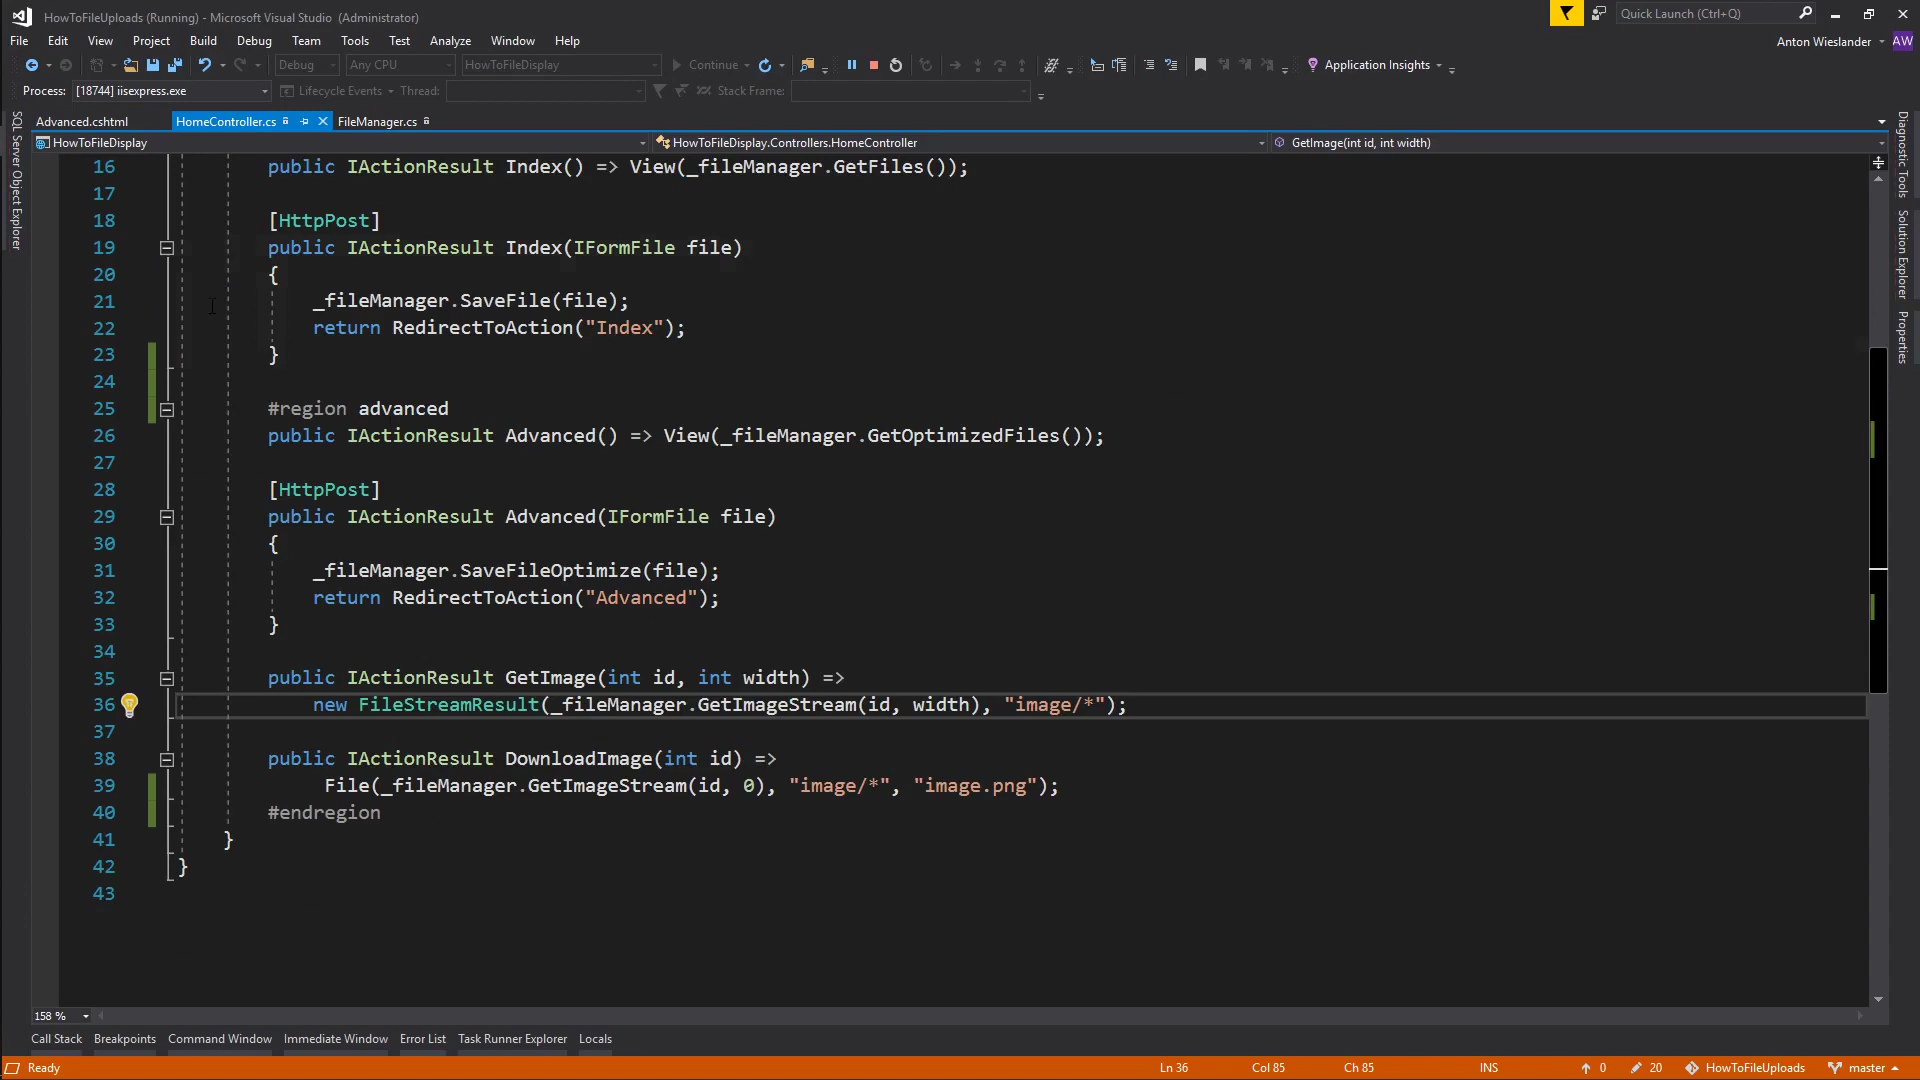 HowToFileUploads (Running) - Microsoft Visual Studio (Administrator)
Quick Launch (Ctrl+Q)
File Edit View Project Build Debug Team Tools Test Analyze Window Help
Anton Wieslander AW
Debug Any CPU HowToFileDisplay Continue Application Insights
Process: [18744] iisexpress.exe Lifecycle Events Thread: Stack Frame:
Advanced.cshtml HomeController.cs FileManager.cs
HowToFileDisplay HowToFileDisplay.Controllers.HomeController GetImage(int id, int width)
SQL Server Object Explorer
Diagnostic Tools
Solution Explorer
Properties
16 public IActionResult Index() => View(_fileManager.GetFiles());
17
18 [HttpPost]
19 public IActionResult Index(IFormFile file)
20 {
21 _fileManager.SaveFile(file);
22 return RedirectToAction("Index");
23 }
24
25 #region advanced
26 public IActionResult Advanced() => View(_fileManager.GetOptimizedFiles());
27
28 [HttpPost]
29 public IActionResult Advanced(IFormFile file)
30 {
31 _fileManager.SaveFileOptimize(file);
32 return RedirectToAction("Advanced");
33 }
34
35 public IActionResult GetImage(int id, int width) =>
36 new FileStreamResult(_fileManager.GetImageStream(id, width), "image/*");
37
38 public IActionResult DownloadImage(int id) =>
39 File(_fileManager.GetImageStream(id, 0), "image/*", "image.png");
40 #endregion
41 }
42 }
43
158 %
Call Stack Breakpoints Command Window Immediate Window Error List Task Runner Explorer Locals
Ready Ln 36 Col 85 Ch 85 INS 0 20 HowToFileUploads master